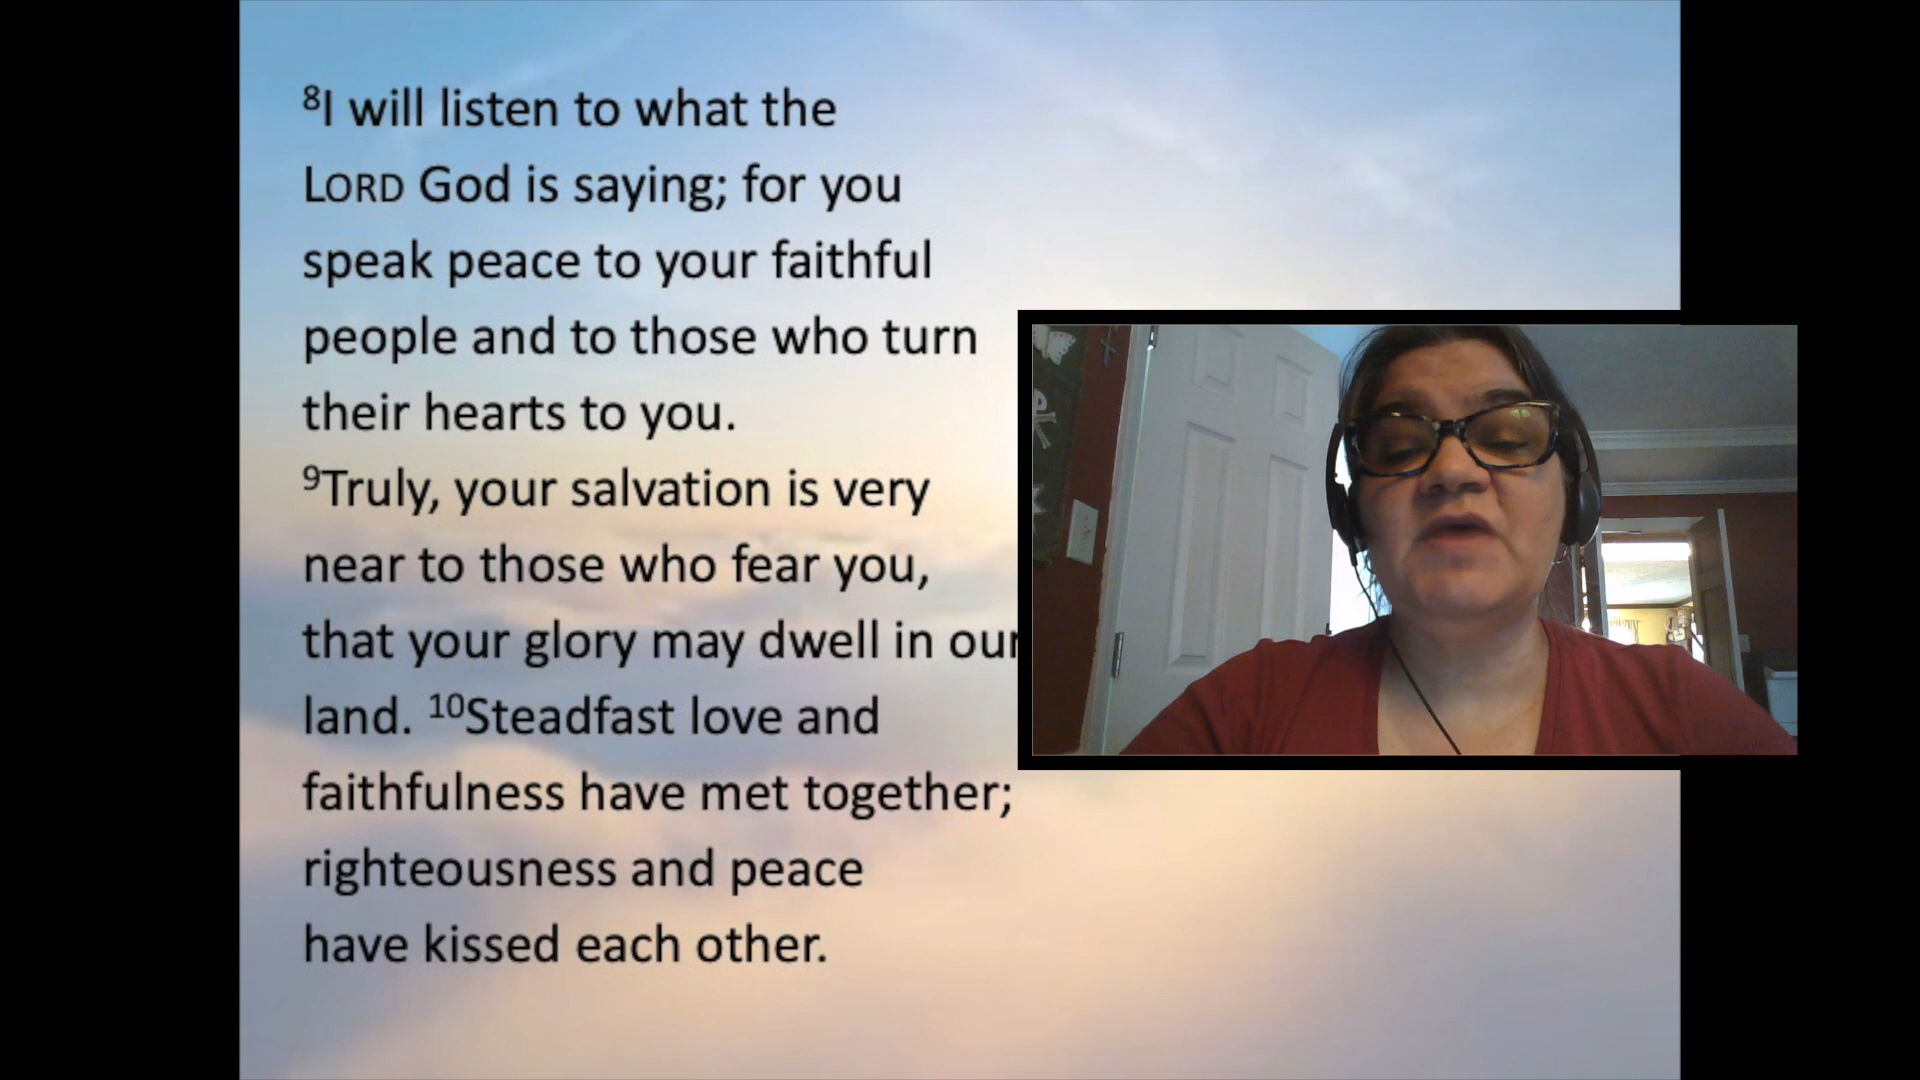 ⁸I will listen to what the
LORD God is saying; for you
speak peace to your faithful
people and to those who turn
their hearts to you.
⁹Truly, your salvation is very
near to those who fear you,
that your glory may dwell in our
land. ¹⁰Steadfast love and
faithfulness have met together;
righteousness and peace
have kissed each other.